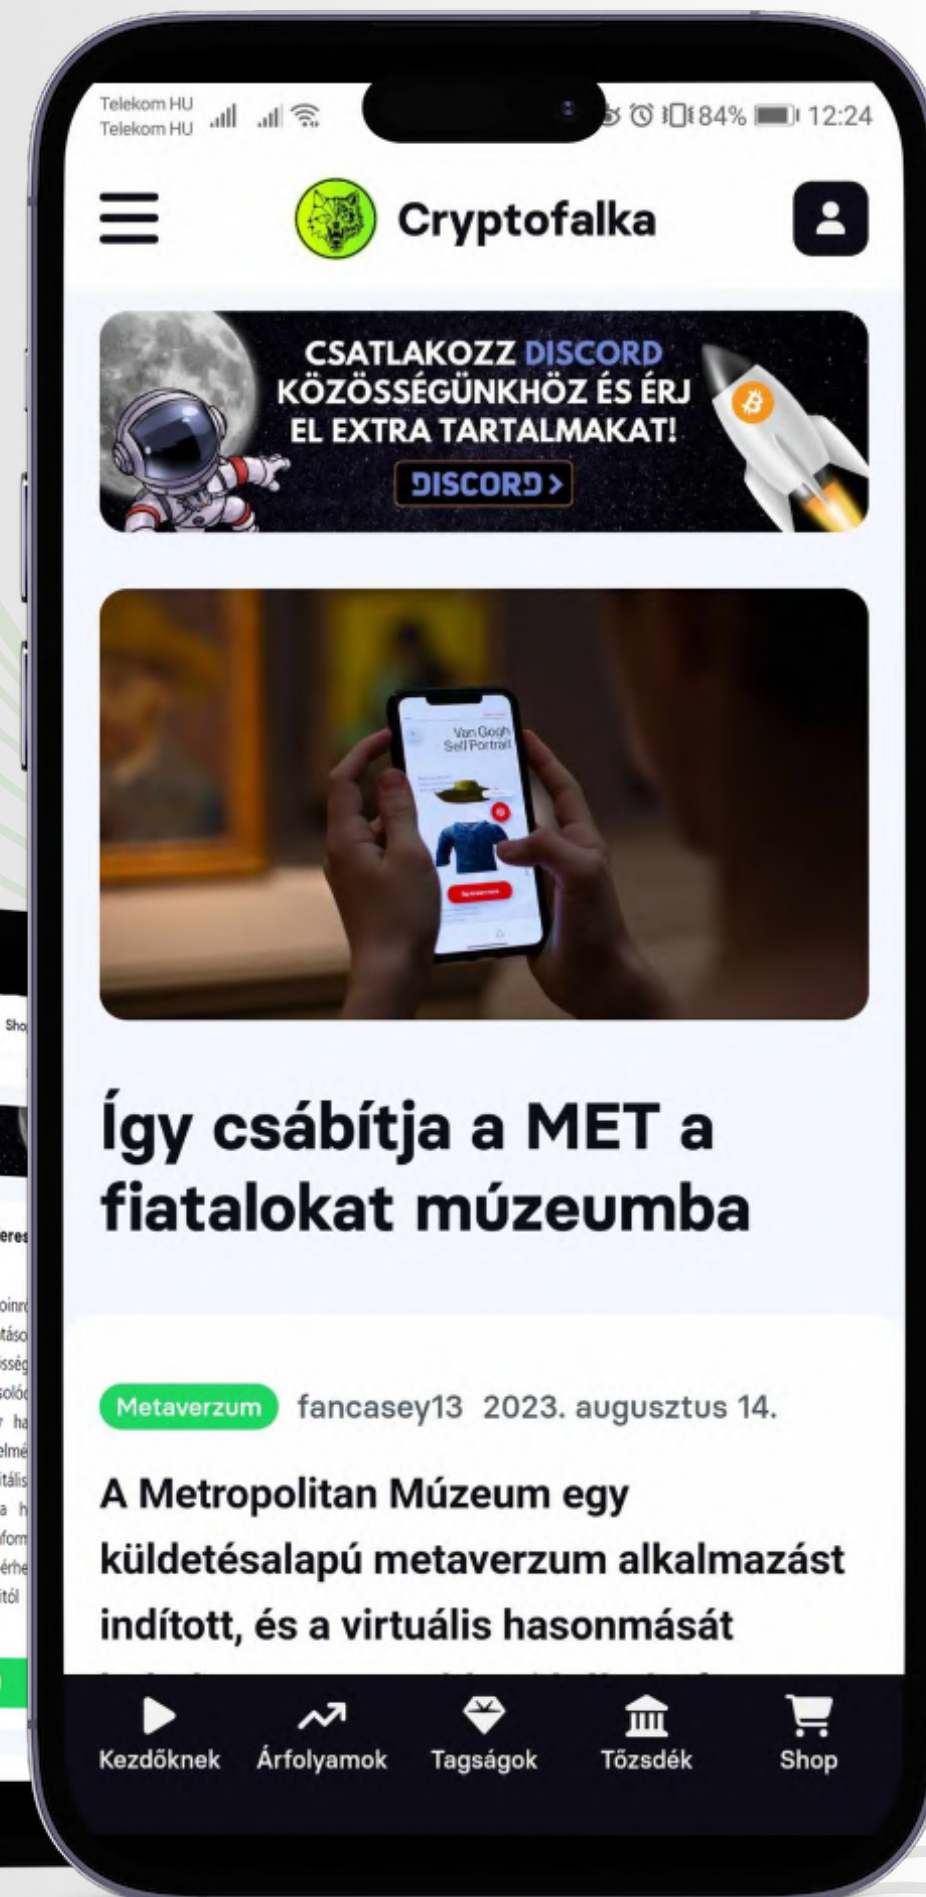 Telekom HU
Telekom HU
84% 12:24
Cryptofalka
CSATLAKOZZ DISCORD
KÖZÖSSÉGÜNKHÖZ ÉS ÉRJ
EL EXTRA TARTALMAKAT!
DISCORD >
Van Gogh
Self Portrait
Így csábítja a MET a
fiatalokat múzeumba
Metaverzum fancasey13 2023. augusztus 14.
A Metropolitan Múzeum egy
küldetésalapú metaverzum alkalmazást
indított, és a virtuális hasonmását
Kezdőknek Árfolyamok Tagságok Tőzsdék Shop